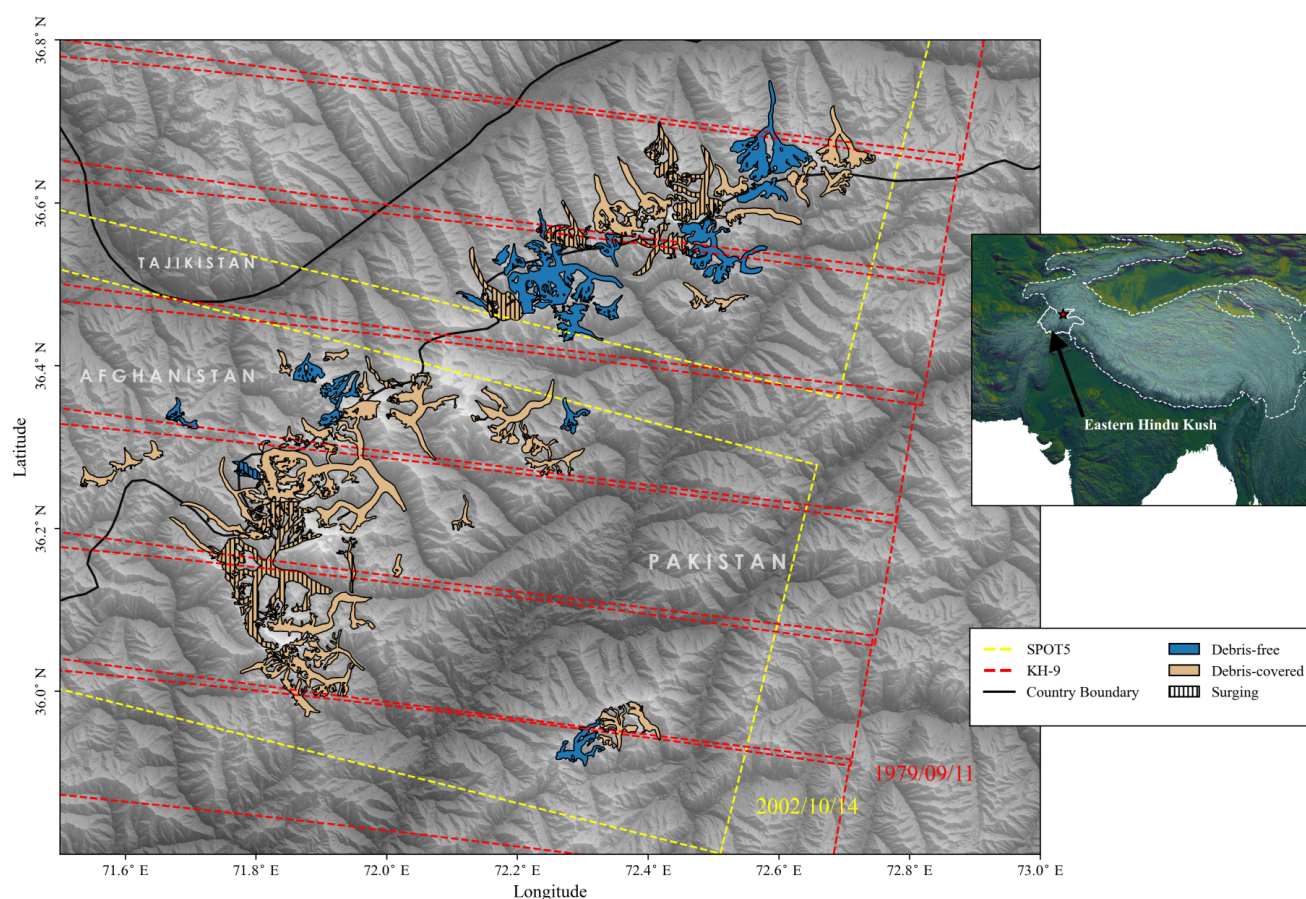 36.8° N
36.6° N
36.4° N
36.2° N
36.0° N
Latitude
TAJIKISTAN
AFGHANISTAN
PAKISTAN
1979/09/11
2002/10/14
71.6° E
71.8° E
72.0° E
72.2° E
72.4° E
72.6° E
72.8° E
73.0° E
Longitude
Eastern Hindu Kush
SPOT5
KH-9
Country Boundary
Debris-free
Debris-covered
Surging